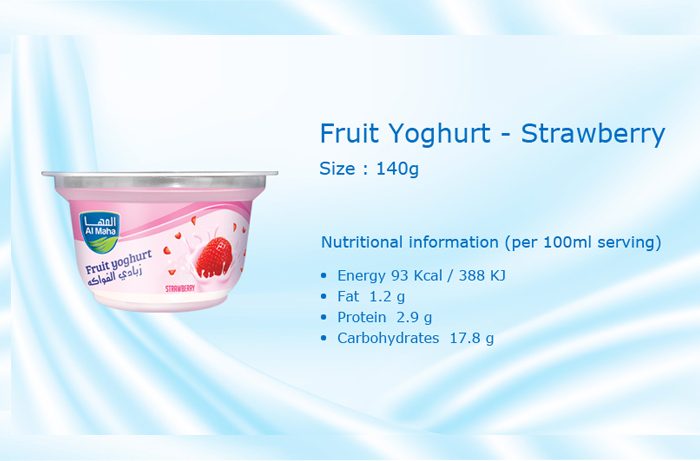 Fruit Yoghurt - Strawberry
Size : 140g
المها
Al Maha
Fruit yoghurt
زبادي الفواكه
STRAWBERRY
Nutritional information (per 100ml serving)
• Energy 93 Kcal / 388 KJ
• Fat 1.2 g
• Protein 2.9 g
• Carbohydrates 17.8 g